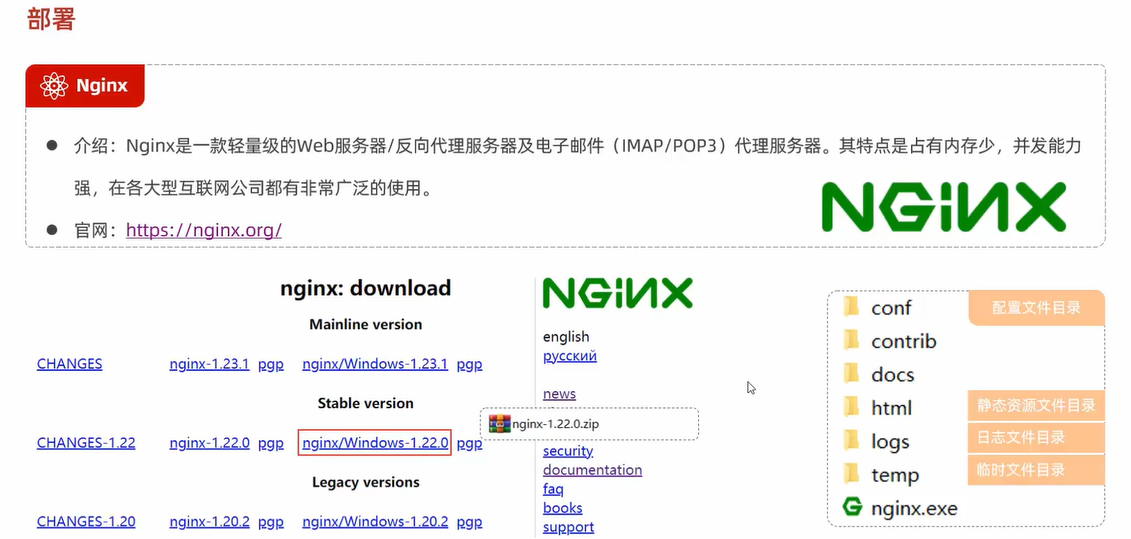 部署
Nginx
● 介绍：Nginx是一款轻量级的Web服务器/反向代理服务器及电子邮件（IMAP/POP3）代理服务器。其特点是占有内存少，并发能力
强，在各大型互联网公司都有非常广泛的使用。
● 官网：https://nginx.org/
NGINX
nginx: download
Mainline version
CHANGES nginx-1.23.1 pgp nginx/Windows-1.23.1 pgp
Stable version
CHANGES-1.22 nginx-1.22.0 pgp nginx/Windows-1.22.0 pgp
Legacy versions
CHANGES-1.20 nginx-1.20.2 pgp nginx/Windows-1.20.2 pgp
NGINX
english
русский
news
nginx-1.22.0.zip
security
documentation
faq
books
support
conf 配置文件目录
contrib
docs
html 静态资源文件目录
logs 日志文件目录
temp 临时文件目录
nginx.exe